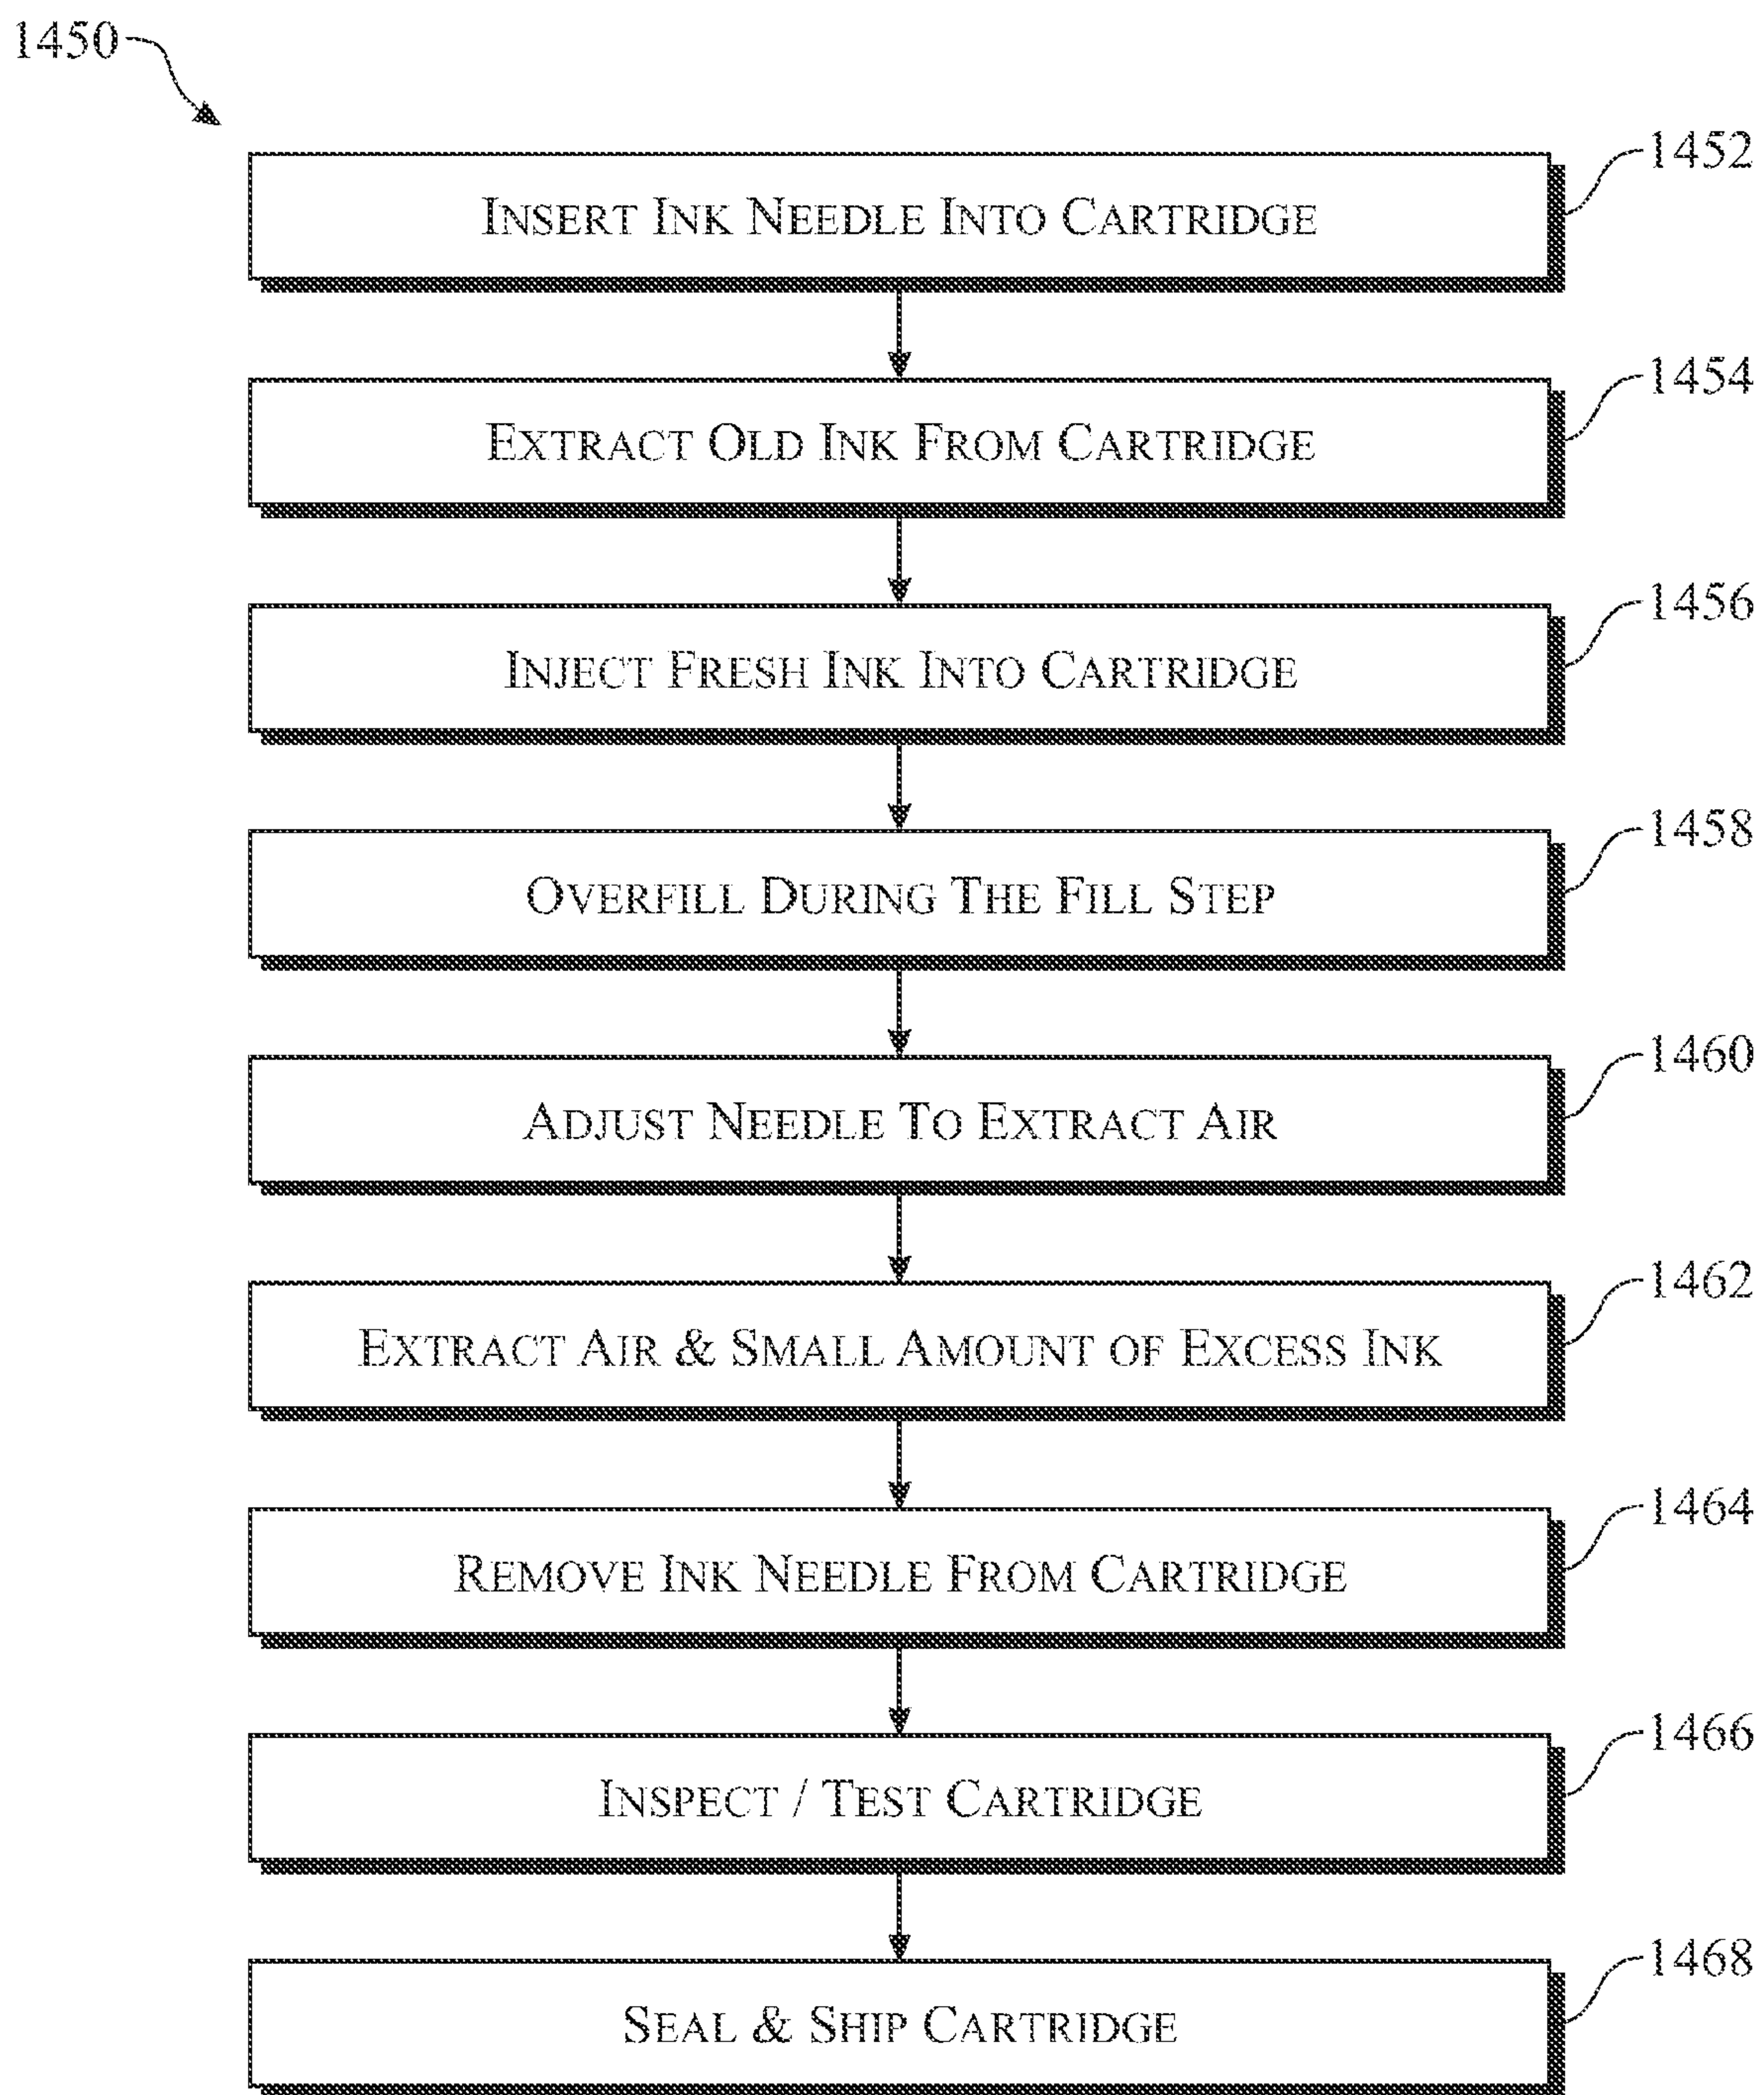 1450
1452
INSERT INK NEEDLE INTO CARTRIDGE
1454
EXTRACT OLD INK FROM CARTRIDGE
1456
INJECT FRESH INK INTO CARTRIDGE
1458
OVERFILL DURING THE FILL STEP
1460
ADJUST NEEDLE TO EXTRACT AIR
1462
EXTRACT AIR & SMALL AMOUNT OF EXCESS INK
1464
REMOVE INK NEEDLE FROM CARTRIDGE
1466
INSPECT / TEST CARTRIDGE
1468
SEAL & SHIP CARTRIDGE